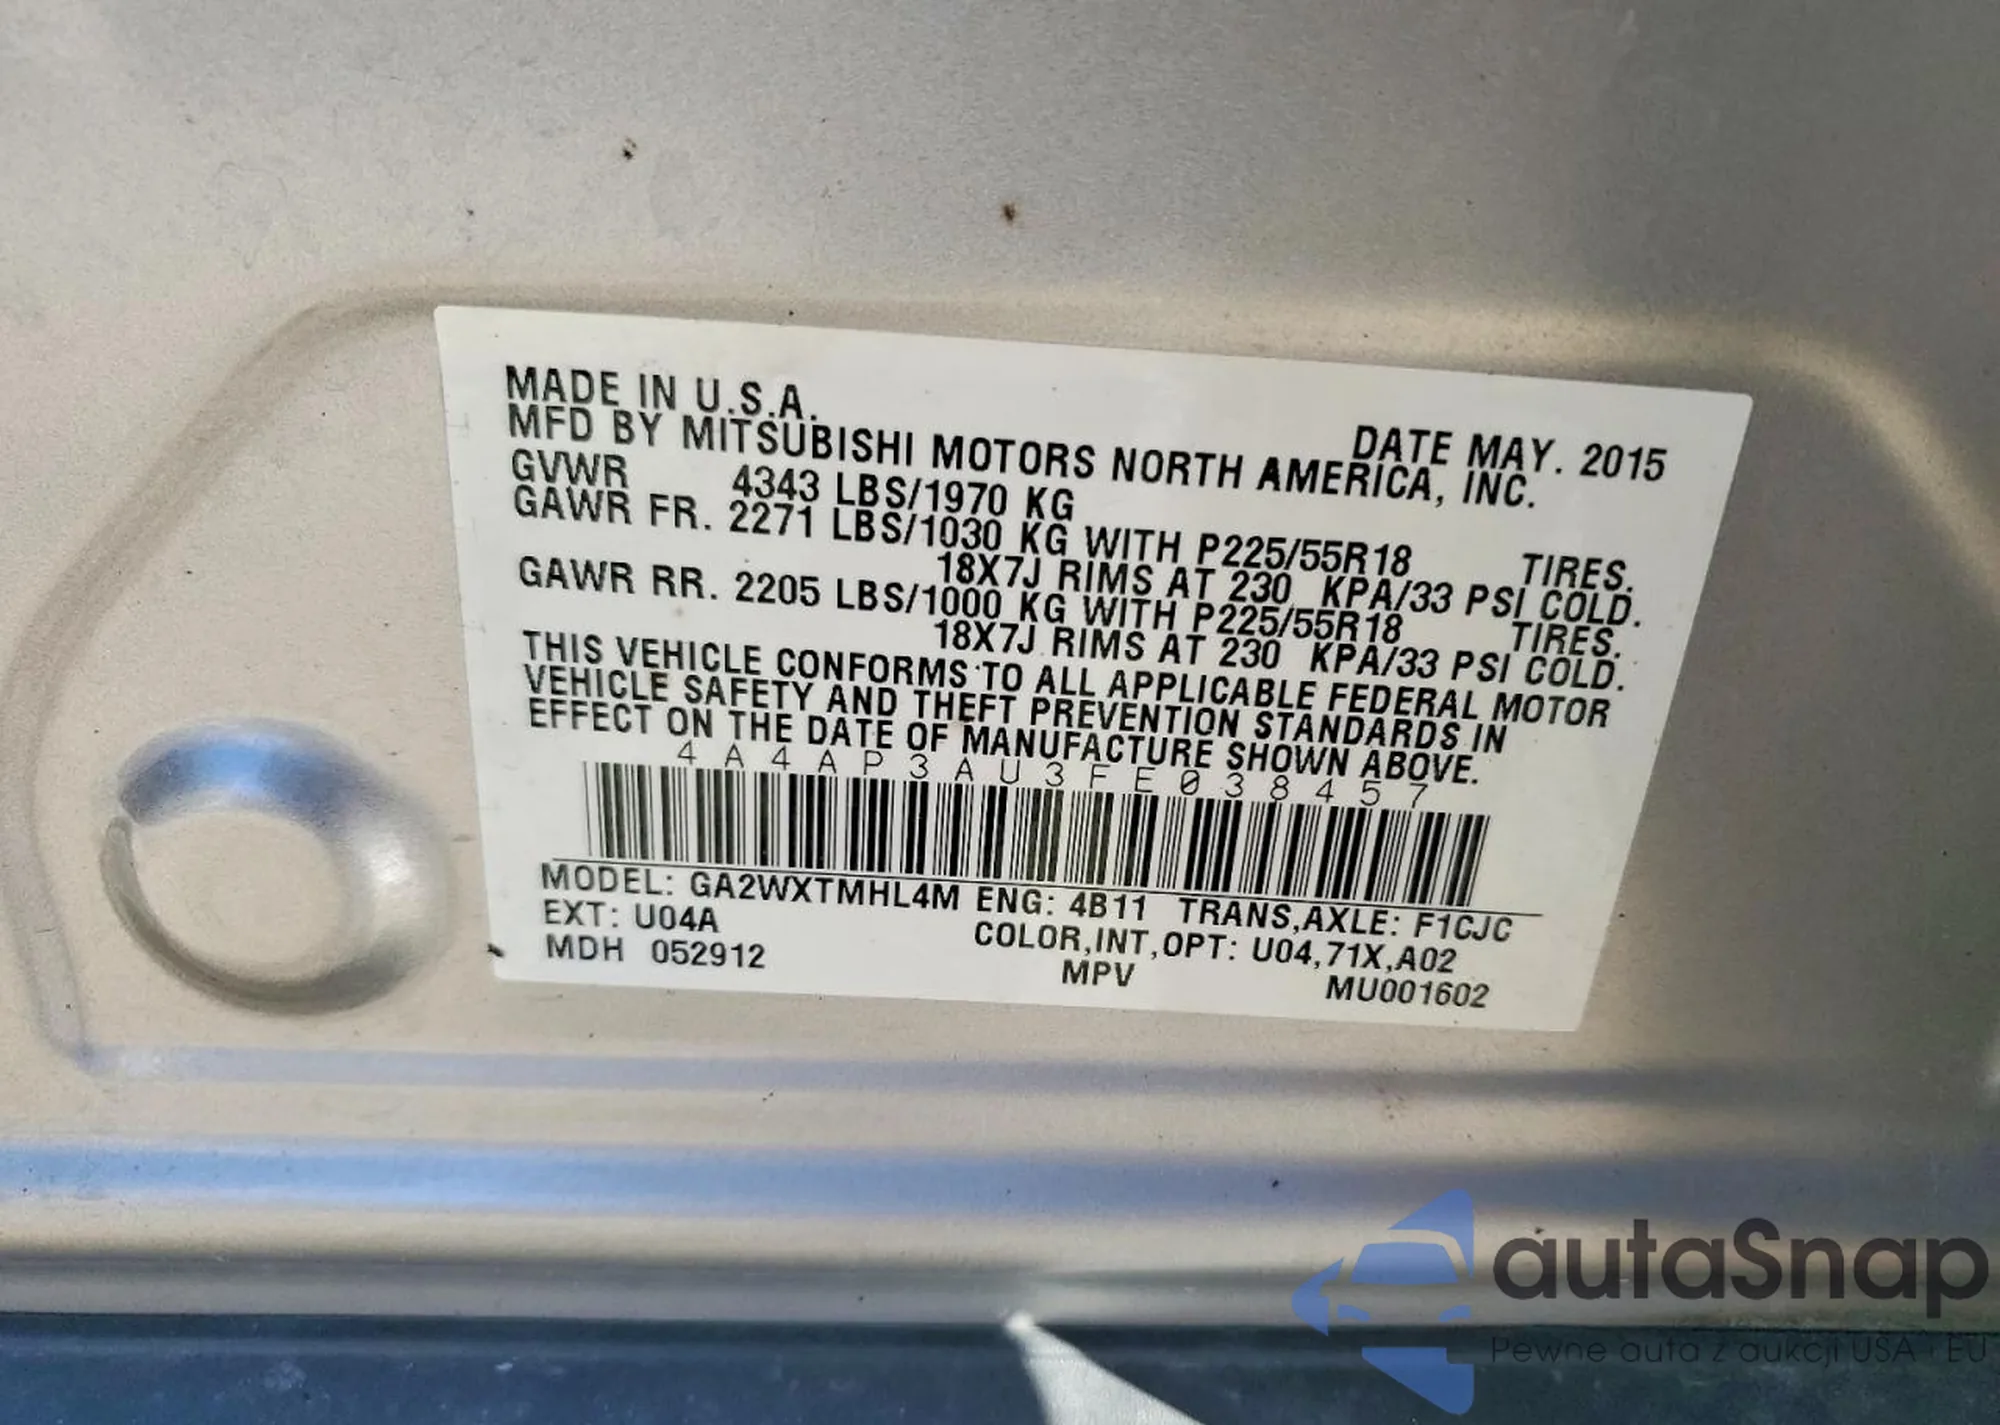 MADE IN U.S.A.
DATE MAY. 2015
MFD BY MITSUBISHI MOTORS NORTH AMERICA, INC.
GVWR 4343 LBS/1970 KG
GAWR FR. 2271 LBS/1030 KG WITH P225/55R18 TIRES.
18X7J RIMS AT 230 KPA/33 PSI COLD.
GAWR RR. 2205 LBS/1000 KG WITH P225/55R18 TIRES.
18X7J RIMS AT 230 KPA/33 PSI COLD.
THIS VEHICLE CONFORMS TO ALL APPLICABLE FEDERAL MOTOR
VEHICLE SAFETY AND THEFT PREVENTION STANDARDS IN
EFFECT ON THE DATE OF MANUFACTURE SHOWN ABOVE.
4A4AP3AU3FE038457
MODEL: GA2WXTMHL4M ENG: 4B11 TRANS,AXLE: F1CJC
EXT: U04A COLOR,INT,OPT: U04,71X,A02
MDH 052912 MPV MU001602
autaSnap
Pewne auta z aukcji USA i EU